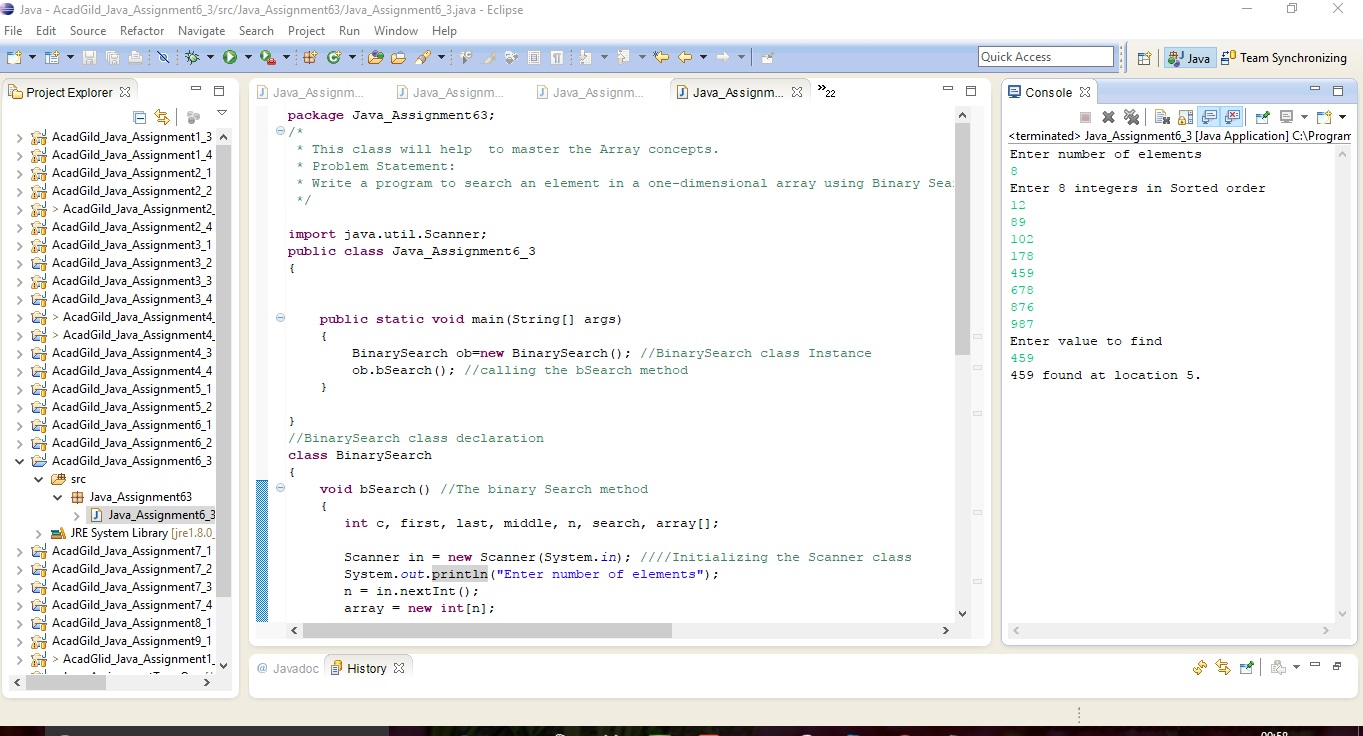 Java - AcadGild_Java_Assignment6_3/src/Java_Assignment63/Java_Assignment6_3.java - Eclipse
File Edit Source Refactor Navigate Search Project Run Window Help
Quick Access
Java
Team Synchronizing
Project Explorer
AcadGild_Java_Assignment1_3
AcadGild_Java_Assignment1_4
AcadGild_Java_Assignment2_1
AcadGild_Java_Assignment2_2
> AcadGild_Java_Assignment2_
AcadGild_Java_Assignment2_4
AcadGild_Java_Assignment3_1
AcadGild_Java_Assignment3_2
AcadGild_Java_Assignment3_3
AcadGild_Java_Assignment3_4
> AcadGild_Java_Assignment4_
> AcadGild_Java_Assignment4_
AcadGild_Java_Assignment4_3
AcadGild_Java_Assignment4_4
AcadGild_Java_Assignment5_1
AcadGild_Java_Assignment5_2
AcadGild_Java_Assignment6_1
AcadGild_Java_Assignment6_2
AcadGild_Java_Assignment6_3
src
Java_Assignment63
Java_Assignment6_3
JRE System Library [jre1.8.0_
AcadGild_Java_Assignment7_1
AcadGild_Java_Assignment7_2
AcadGild_Java_Assignment7_3
AcadGild_Java_Assignment7_4
AcadGild_Java_Assignment8_1
AcadGild_Java_Assignment9_1
> AcadGild_Java_Assignment1_
Java_Assignm... Java_Assignm... Java_Assignm... Java_Assignm... »22
package Java_Assignment63;
/*
* This class will help  to master the Array concepts.
* Problem Statement:
* Write a program to search an element in a one-dimensional array using Binary Sea
*/
import java.util.Scanner;
public class Java_Assignment6_3
{
public static void main(String[] args)
{
BinarySearch ob=new BinarySearch(); //BinarySearch class Instance
ob.bSearch(); //calling the bSearch method
}
}
//BinarySearch class declaration
class BinarySearch
{
void bSearch() //The binary Search method
{
int c, first, last, middle, n, search, array[];
Scanner in = new Scanner(System.in); ////Initializing the Scanner class
System.out.println("Enter number of elements");
n = in.nextInt();
array = new int[n];
Console
<terminated> Java_Assignment6_3 [Java Application] C:\Program
Enter number of elements
8
Enter 8 integers in Sorted order
12
89
102
178
459
678
876
987
Enter value to find
459
459 found at location 5.
@ Javadoc
History